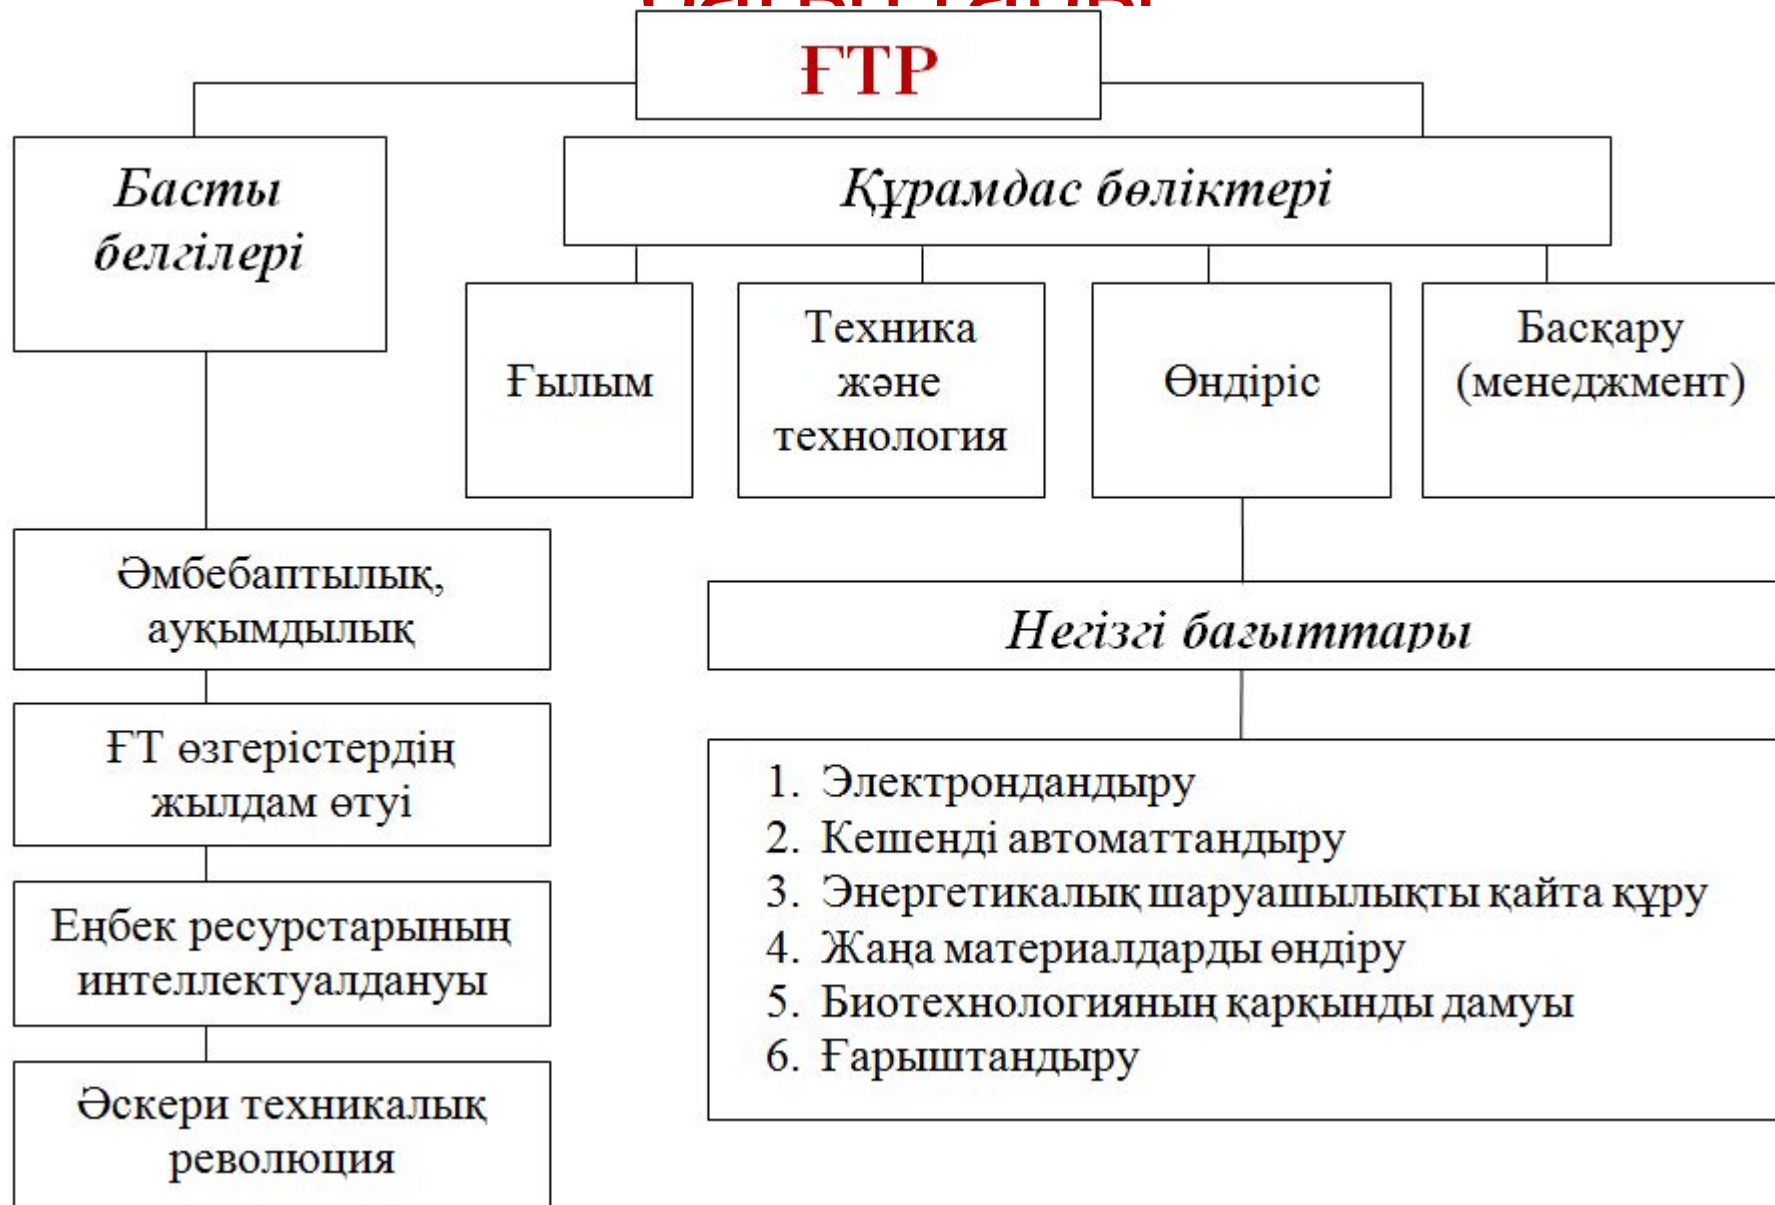 ҒТР
Басты
белгілері
Құрамдас бөліктері
Ғылым
Техника
және
технология
Өндіріс
Басқару
(менеджмент)
Әмбебаптылық,
ауқымдылық
ҒТ өзгерістердің
жылдам өтуі
Еңбек ресурстарының
интеллектуалдануы
Әскери техникалық
революция
Негізгі бағыттары
1. Электрондандыру
2. Кешенді автоматтандыру
3. Энергетикалық шаруашылықты қайта құру
4. Жаңа материалдарды өндіру
5. Биотехнологияның қарқынды дамуы
6. Ғарыштандыру